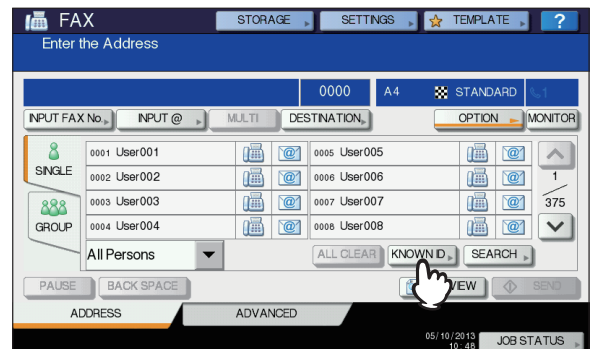 FAX STORAGE SETTINGS TEMPLATE ?
Enter the Address
0000 A4 STANDARD 1
INPUT FAX No. INPUT @ MULTI DESTINATION OPTION MONITOR
SINGLE
GROUP
0001 User001 @ 0005 User005 @
0002 User002 @ 0006 User006 @
0003 User003 @ 0007 User007 @
0004 User004 @ 0008 User008 @
1
375
All Persons ALL CLEAR KNOWN ID SEARCH
PAUSE BACK SPACE VIEW SEND
ADDRESS ADVANCED
05/10/2013
10:48
JOB STATUS